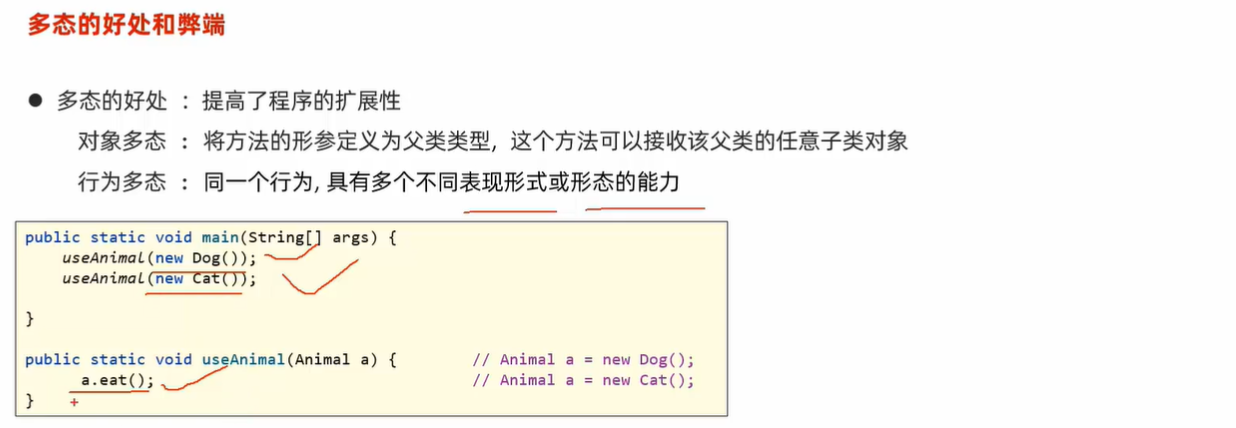 多态的好处和弊端
● 多态的好处 ： 提高了程序的扩展性
对象多态 ： 将方法的形参定义为父类类型, 这个方法可以接收该父类的任意子类对象
行为多态 ： 同一个行为, 具有多个不同表现形式或形态的能力
public static void main(String[] args) {
useAnimal(new Dog());
useAnimal(new Cat());
}
public static void useAnimal(Animal a) { // Animal a = new Dog();
a.eat(); // Animal a = new Cat();
}